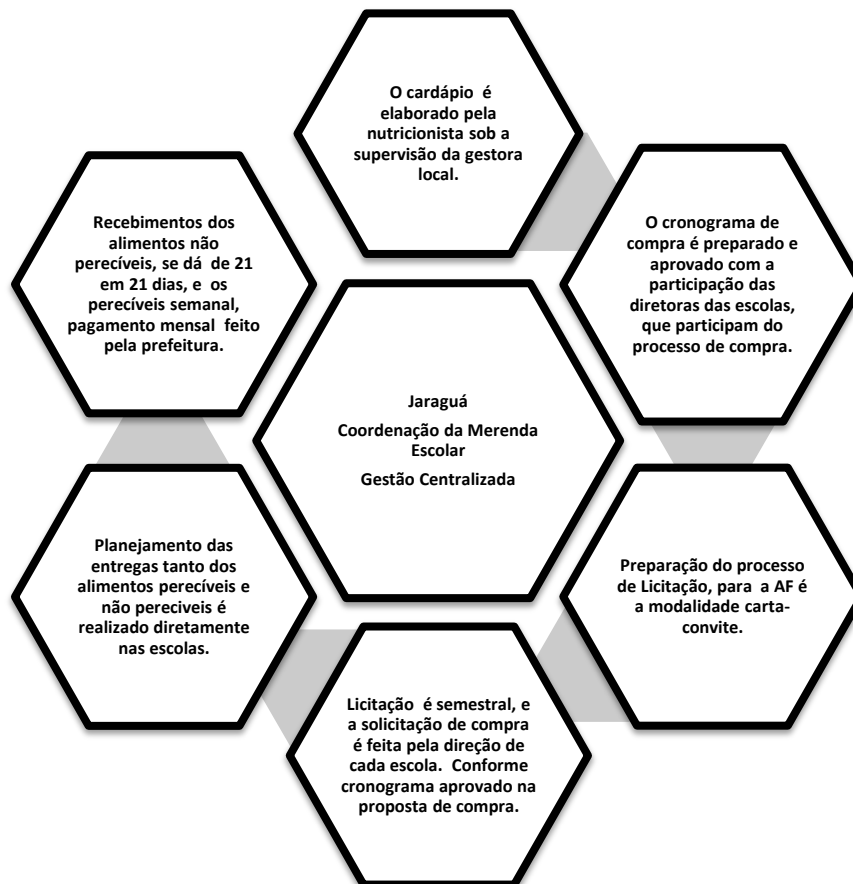 O cardápio é
elaborado pela
nutricionista sob a
supervisão da gestora
local.
O cronograma de
compra é preparado e
aprovado com a
participação das
diretoras das escolas,
que participam do
processo de compra.
Preparação do processo
de Licitação, para a AF é
a modalidade carta-
convite.
Licitação é semestral, e
a solicitação de compra
é feita pela direção de
cada escola. Conforme
cronograma aprovado na
proposta de compra.
Planejamento das
entregas tanto dos
alimentos perecíveis e
não pereciveis é
realizado diretamente
nas escolas.
Recebimentos dos
alimentos não
perecíveis, se dá de 21
em 21 dias, e os
perecíveis semanal,
pagamento mensal feito
pela prefeitura.
Jaraguá
Coordenação da Merenda
Escolar
Gestão Centralizada